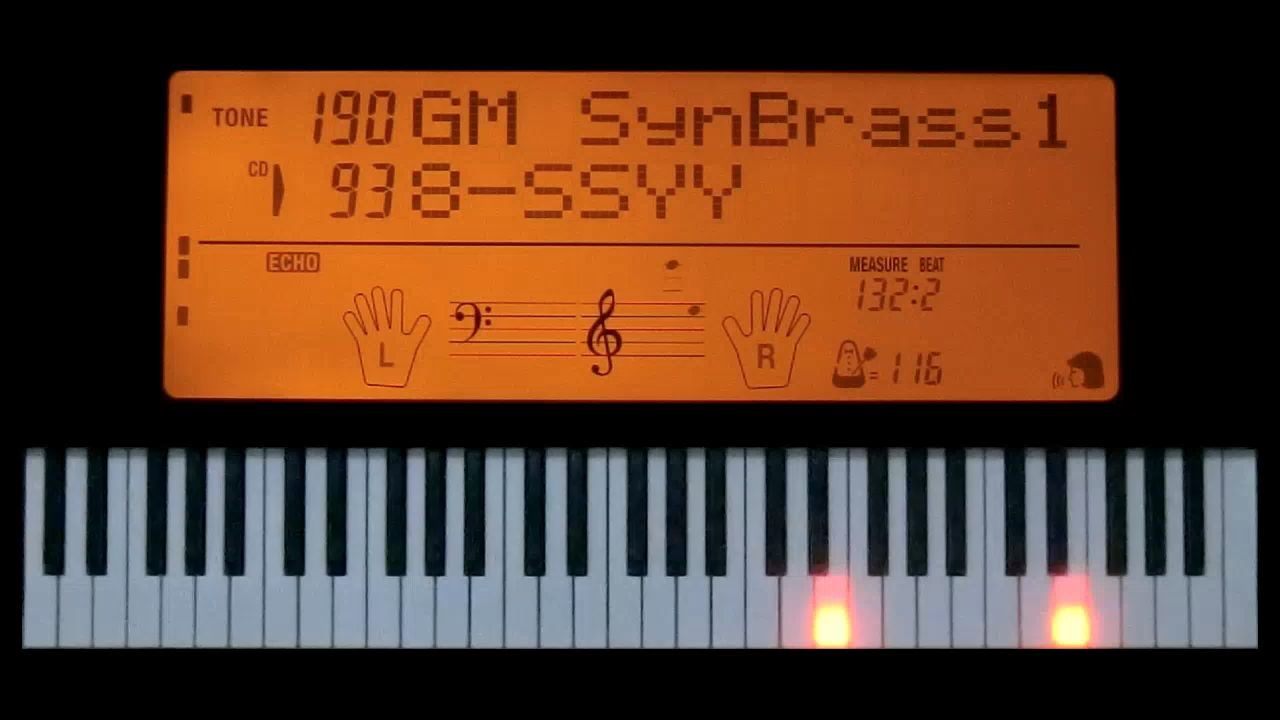 TONE 190 GM SynBrass1
CD 938-SSYY
ECHO
MEASURE BEAT
132:2
L
R
= 116